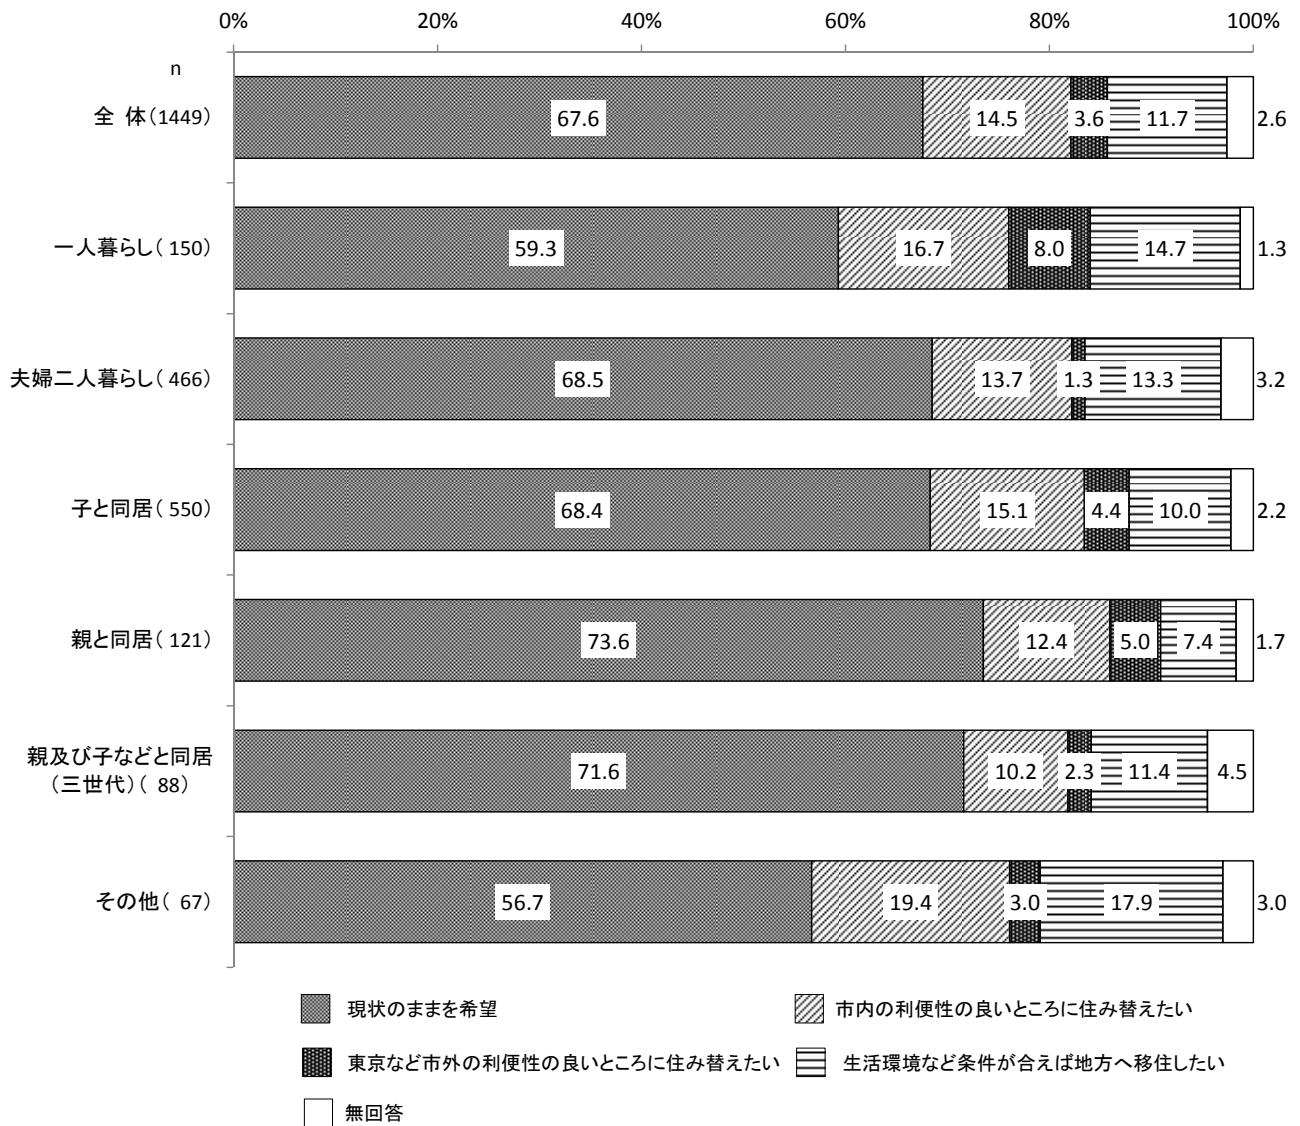 0% 20% 40% 60% 80% 100%
n
全 体(1449) 67.6 14.5 3.6 11.7 2.6
一人暮らし( 150) 59.3 16.7 8.0 14.7 1.3
夫婦二人暮らし( 466) 68.5 13.7 1.3 13.3 3.2
子と同居( 550) 68.4 15.1 4.4 10.0 2.2
親と同居( 121) 73.6 12.4 5.0 7.4 1.7
親及び子などと同居
(三世代)( 88) 71.6 10.2 2.3 11.4 4.5
その他( 67) 56.7 19.4 3.0 17.9 3.0
現状のままを希望 市内の利便性の良いところに住み替えたい
東京など市外の利便性の良いところに住み替えたい 生活環境など条件が合えば地方へ移住したい
無回答